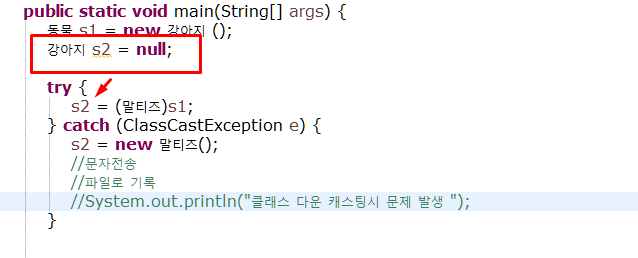 public static void main(String[] args) {
동물 s1 = new 강아지 ();
강아지 s2 = null;
try {
s2 = (말티즈)s1;
} catch (ClassCastException e) {
s2 = new 말티즈();
//문자전송
//파일로 기록
//System.out.println("클래스 다운 캐스팅시 문제 발생 ");
}